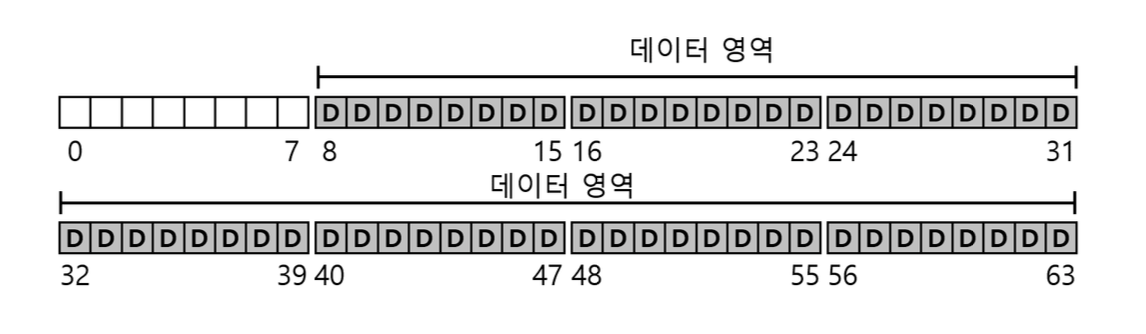 데이터 영역
D D D D D D D D D D D D D D D D D D D D D D D D
0 7 8 15 16 23 24 31
데이터 영역
D D D D D D D D D D D D D D D D D D D D D D D D D D D D D D D D
32 39 40 47 48 55 56 63